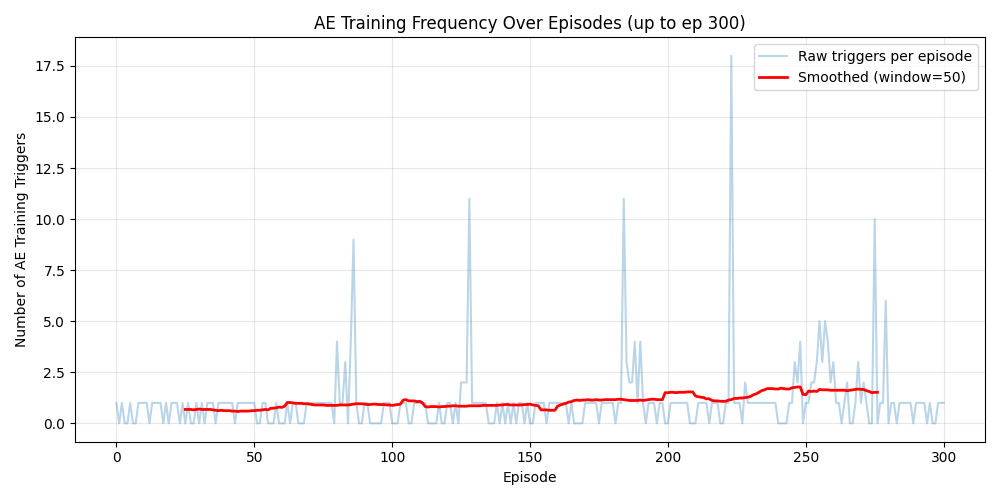 AE Training Frequency Over Episodes (up to ep 300)
Raw triggers per episode
Smoothed (window=50)
Number of AE Training Triggers
17.5
15.0
12.5
10.0
7.5
5.0
2.5
0.0
0 50 100 150 200 250 300
Episode